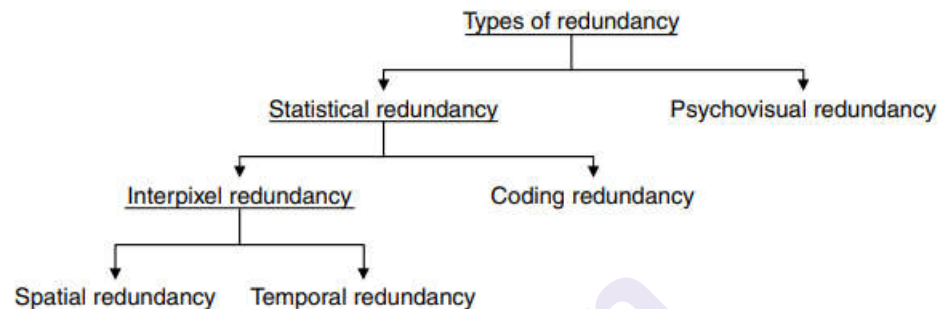 Types of redundancy
Statistical redundancy Psychovisual redundancy
Interpixel redundancy Coding redundancy
Spatial redundancy Temporal redundancy